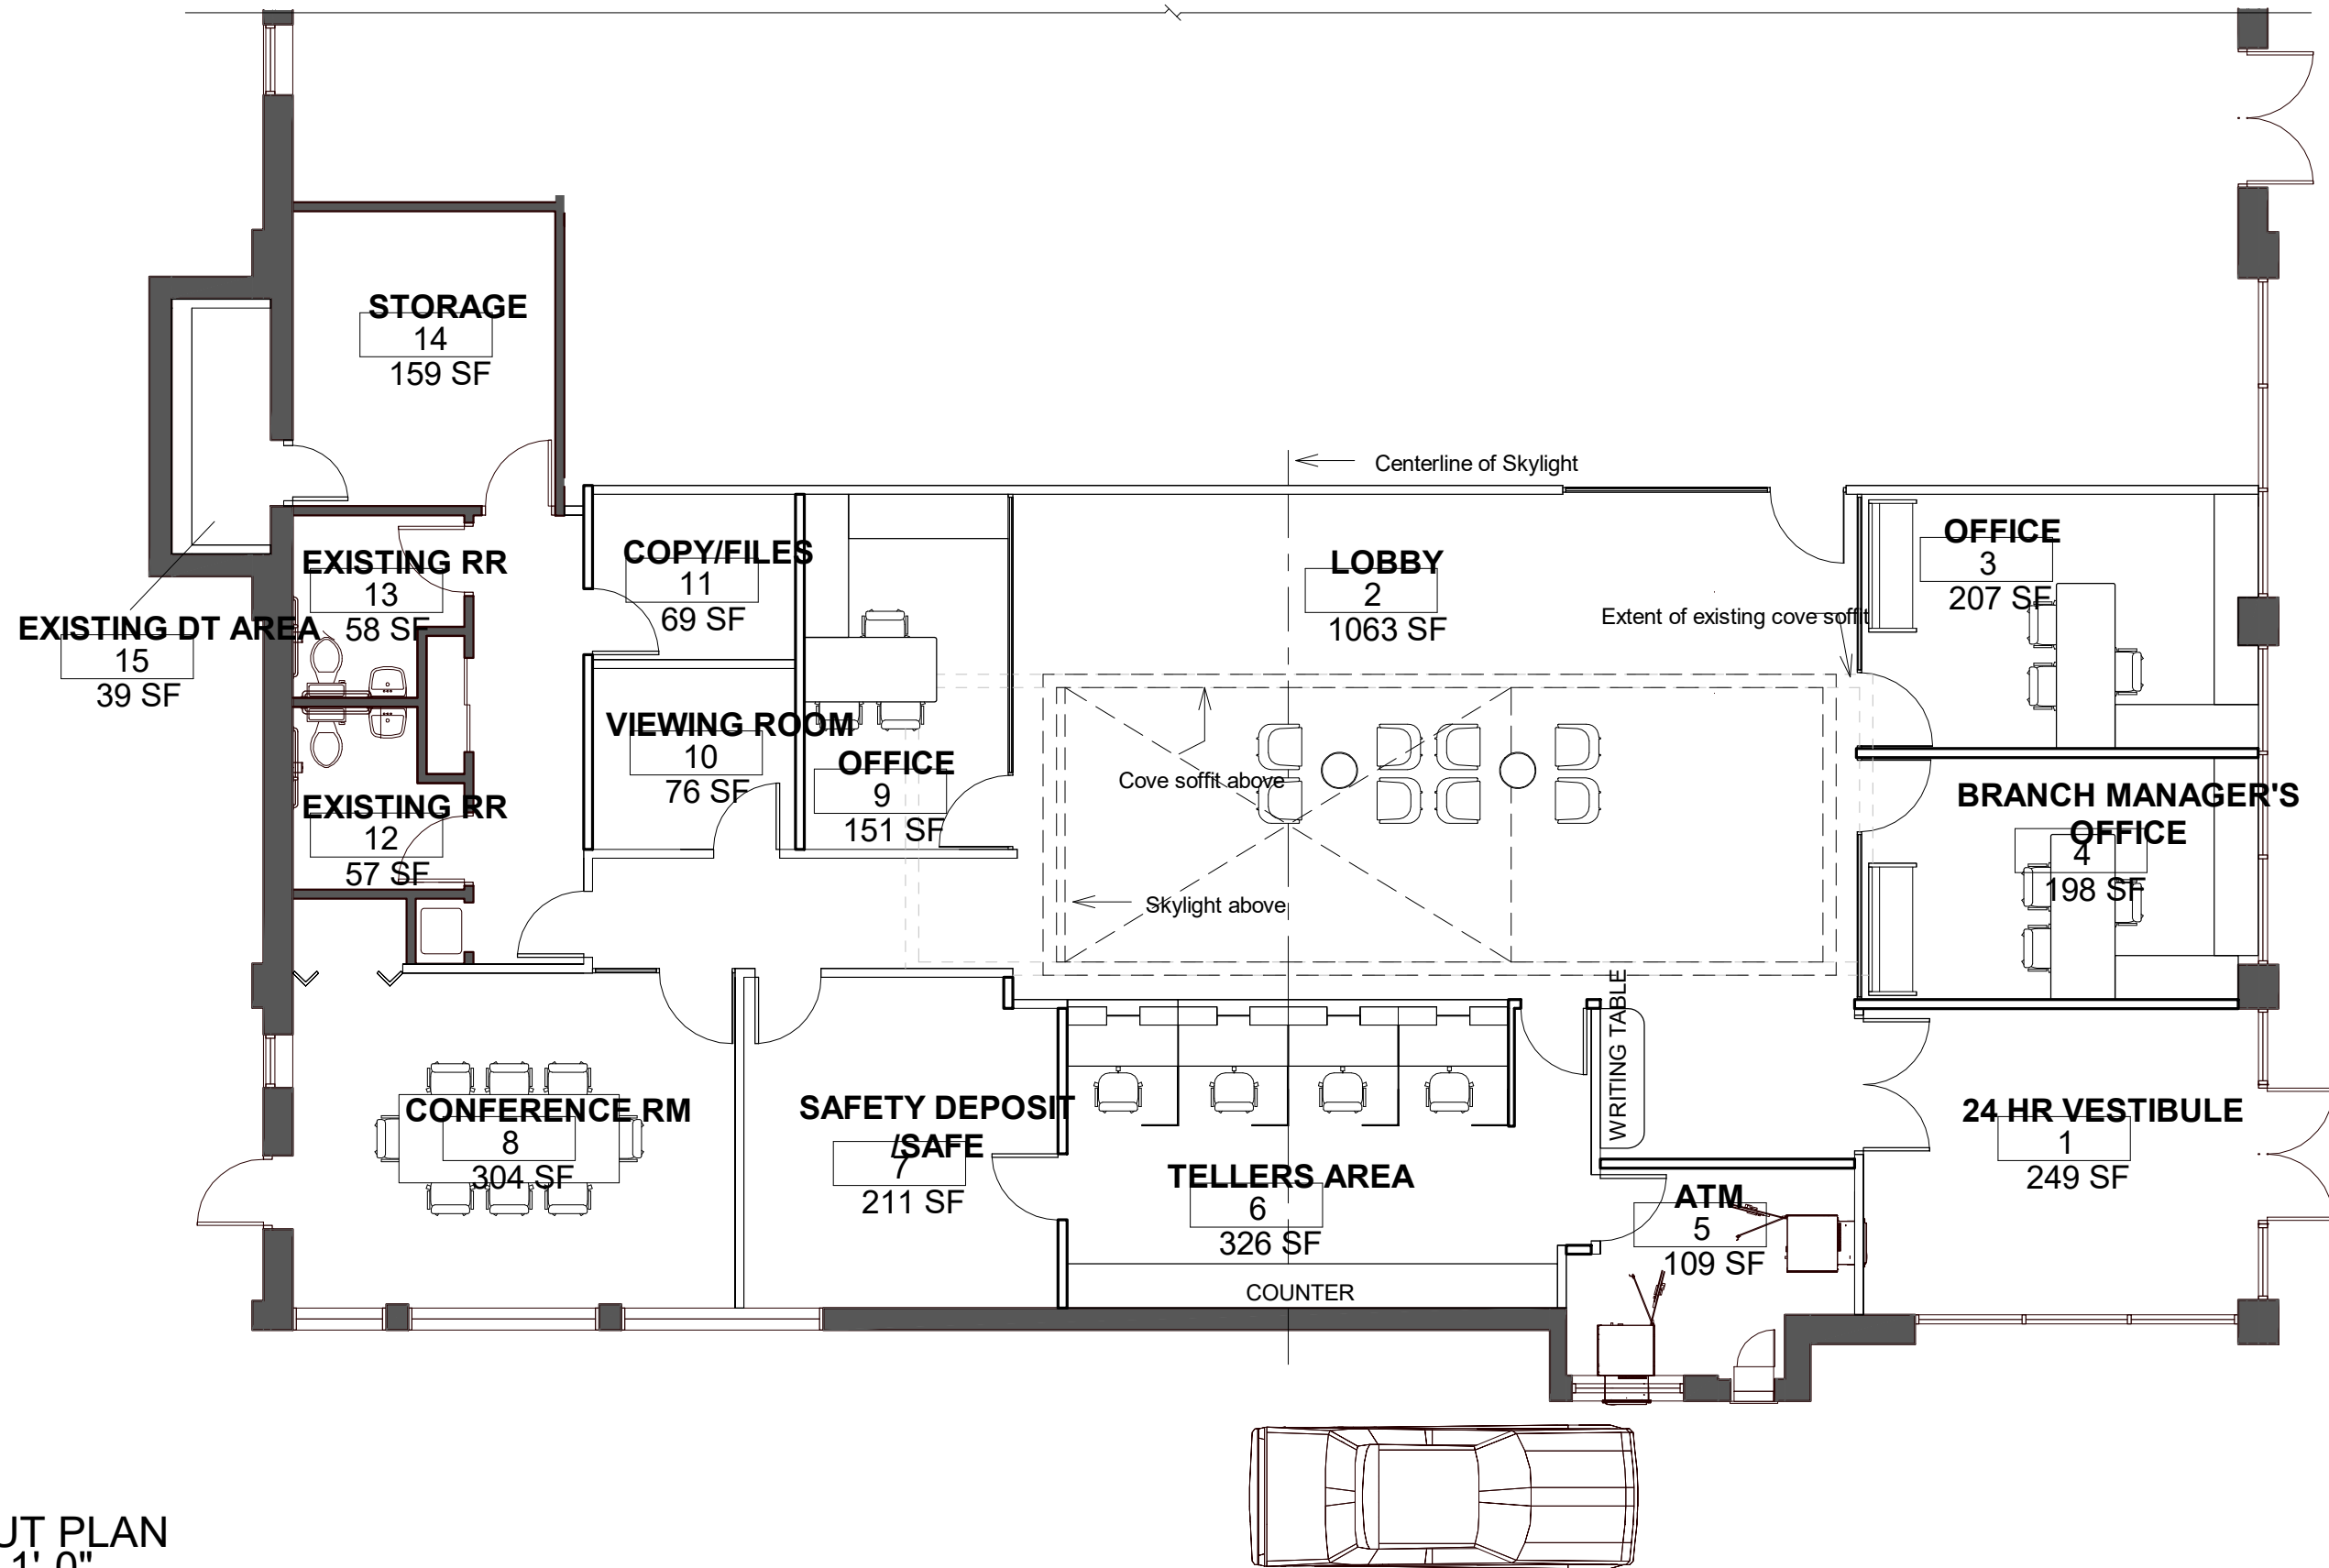 Centerline of Skylight
STORAGE
14
159 SF
EXISTING RR
13
58 SF
EXISTING DT AREA
15
39 SF
EXISTING RR
12
57 SF
COPY/FILES
11
69 SF
VIEWING ROOM
10
76 SF
OFFICE
9
151 SF
LOBBY
2
1063 SF
Extent of existing cove soffit
Cove soffit above
Skylight above
OFFICE
3
207 SF
BRANCH MANAGER'S
OFFICE
4
198 SF
WRITING TABLE
CONFERENCE RM
8
304 SF
SAFETY DEPOSIT
/SAFE
7
211 SF
TELLERS AREA
6
326 SF
COUNTER
ATM
5
109 SF
24 HR VESTIBULE
1
249 SF
UT PLAN
1'-0"